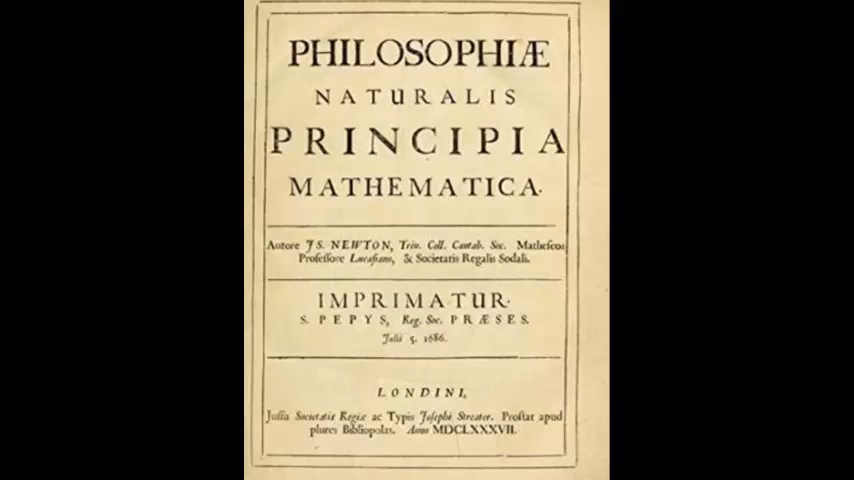 PHILOSOPHIÆ
NATURALIS
PRINCIPIA
MATHEMATICA.
Autore JS. NEWTON, Trin. Coll. Cantab. Soc. Matheseos
Professore Lucasiano, & Societatis Regalis Sodali.
IMPRIMATUR.
S. PEPYS, Reg. Soc. PRÆSES.
Julii 5. 1686.
LONDINI,
Jussu Societatis Regiæ ac Typis Josephi Streater. Prostat apud
plures Bibliopolas. Anno MDCLXXXVII.